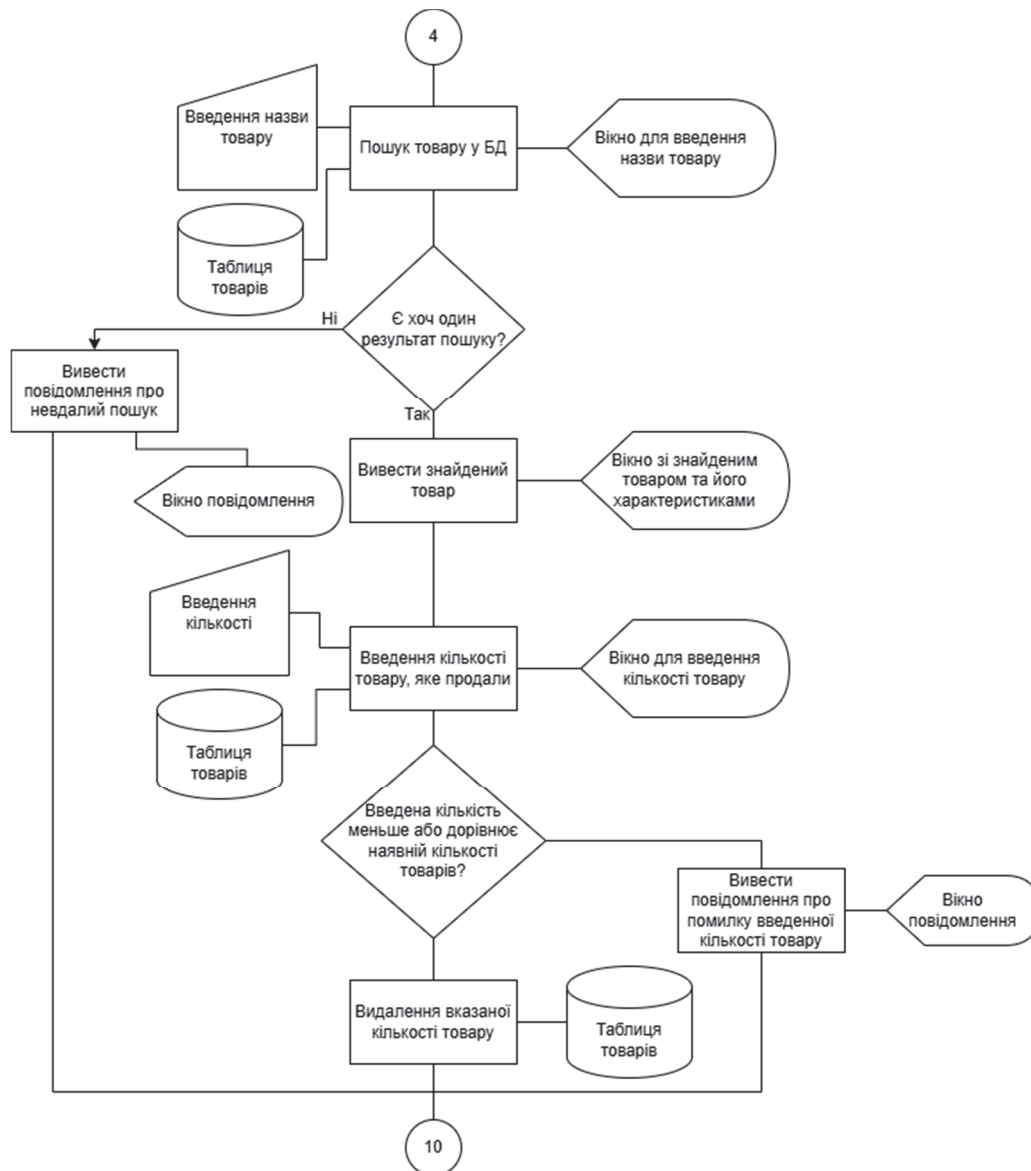 4
Введення назви
товару
Пошук товару у БД
Вікно для введення
назви товару
Таблиця
товарів
Є хоч один
результат пошуку?
Ні
Вивести
повідомлення про
невдалий пошук
Так
Вивести знайдений
товар
Вікно зі знайденим
товаром та його
характеристиками
Вікно повідомлення
Введення
кількості
Введення кількості
товару, яке продали
Вікно для введення
кількості товару
Таблиця
товарів
Введена кількість
меньше або дорівнює
наявній кількості
товарів?
Вивести
повідомлення про
помилку введенної
кількості товару
Вікно
повідомлення
Видалення вказаної
кількості товару
Таблиця
товарів
10